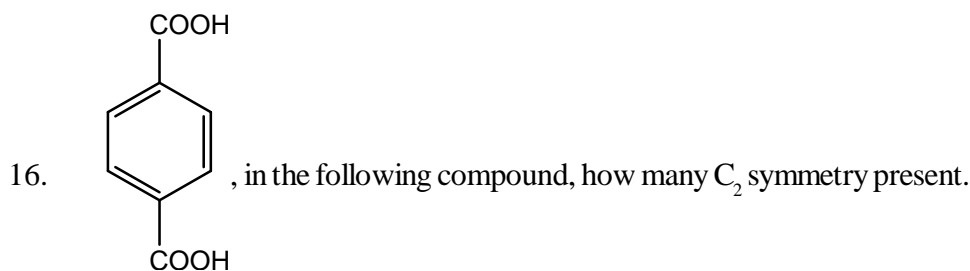 COOH
16. , in the following compound, how many C₂ symmetry present.
COOH